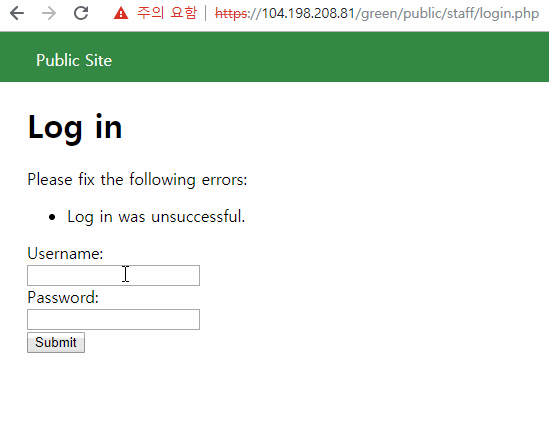 주의 요함 https://104.198.208.81/green/public/staff/login.php
Public Site
Log in
Please fix the following errors:
• Log in was unsuccessful.
Username:
Password:
Submit